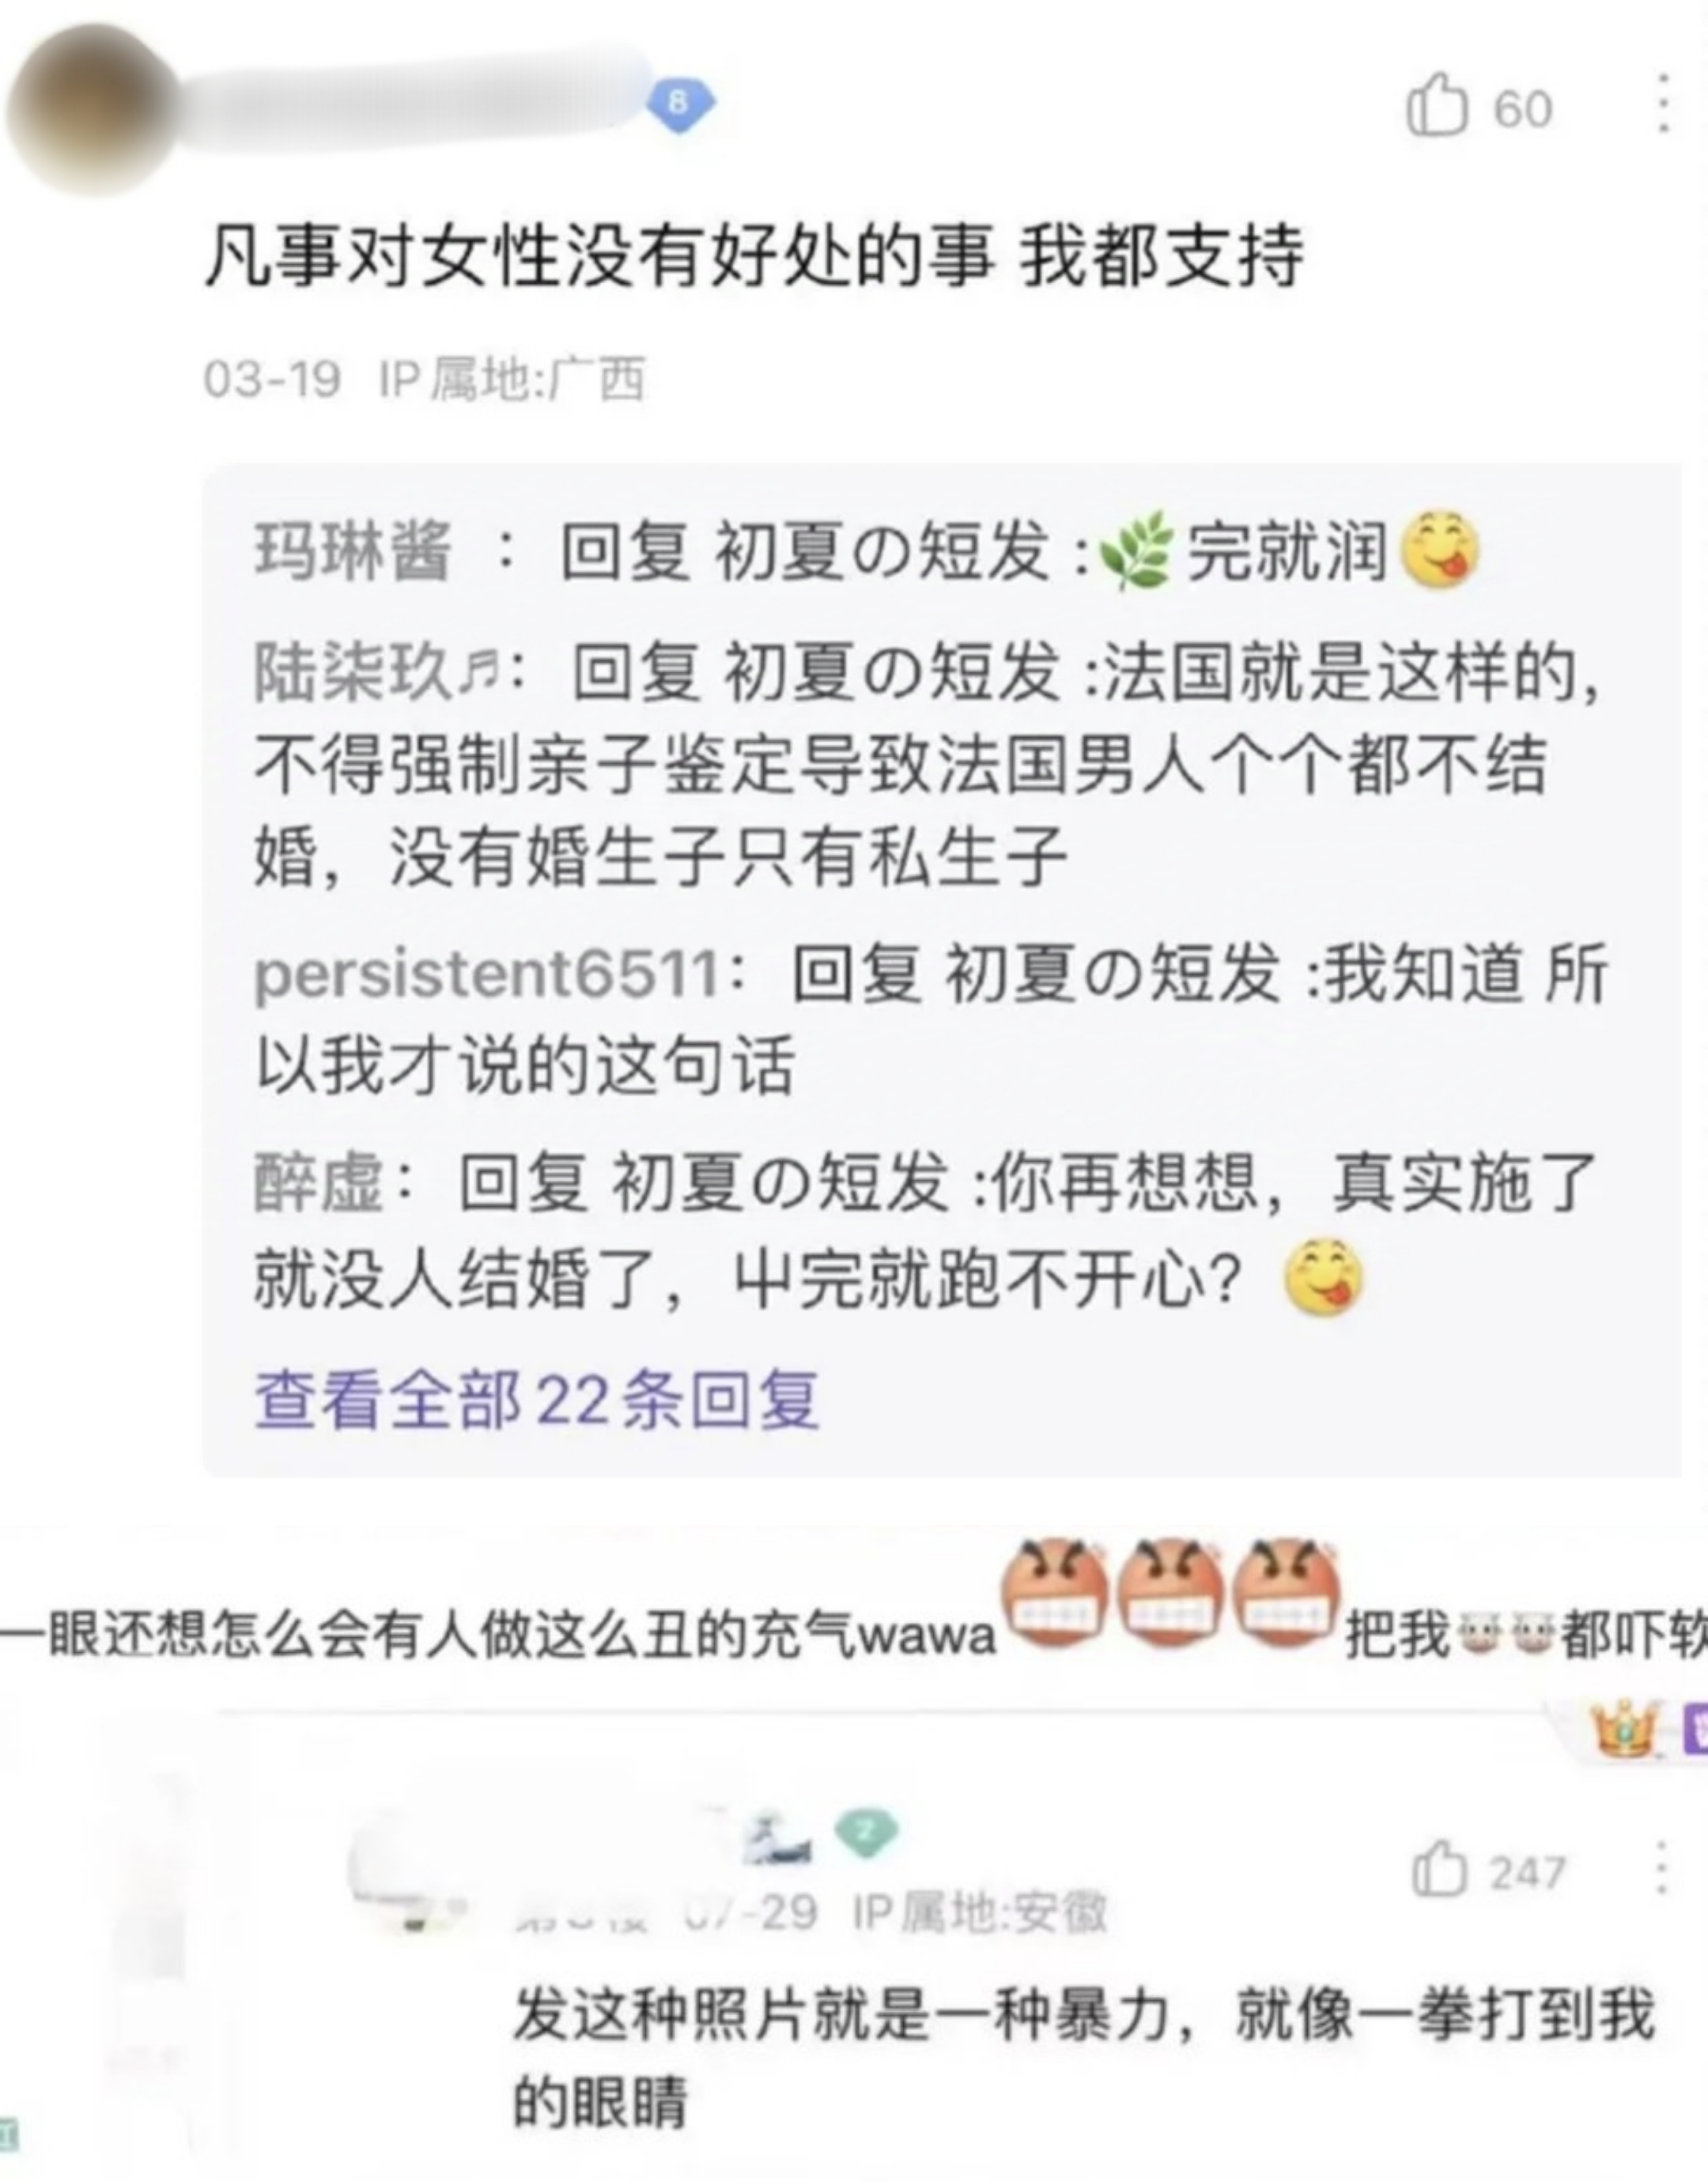 8
60
凡事对女性没有好处的事 我都支持
03-19 IP属地:广西
玛琳酱 : 回复 初夏の短发 :🌿完就润😋
陆柒玖♬: 回复 初夏の短发 :法国就是这样的,
不得强制亲子鉴定导致法国男人个个都不结
婚, 没有婚生子只有私生子
persistent6511: 回复 初夏の短发 :我知道 所
以我才说的这句话
醉虚: 回复 初夏の短发 :你再想想, 真实施了
就没人结婚了, 屮完就跑不开心? 😋
查看全部22条回复
一眼还想怎么会有人做这么丑的充气wawa把我🐮🐮都吓软
2
247
07-29 IP属地:安徽
发这种照片就是一种暴力, 就像一拳打到我
的眼睛